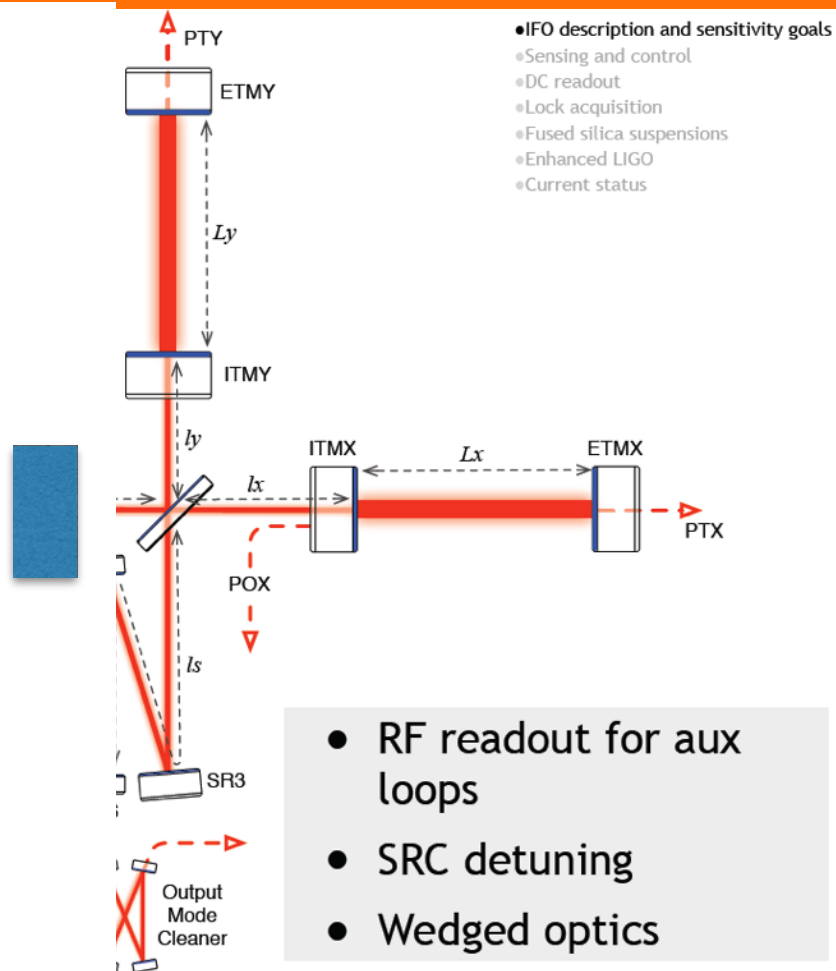 PTY
•IFO description and sensitivity goals
•Sensing and control
•DC readout
•Lock acquisition
•Fused silica suspensions
•Enhanced LIGO
•Current status
ETMY
Ly
ITMY
ly
lx
ITMX
Lx
ETMX
PTX
POX
ls
SR3
Output
Mode
Cleaner
• RF readout for aux
loops
• SRC detuning
• Wedged optics